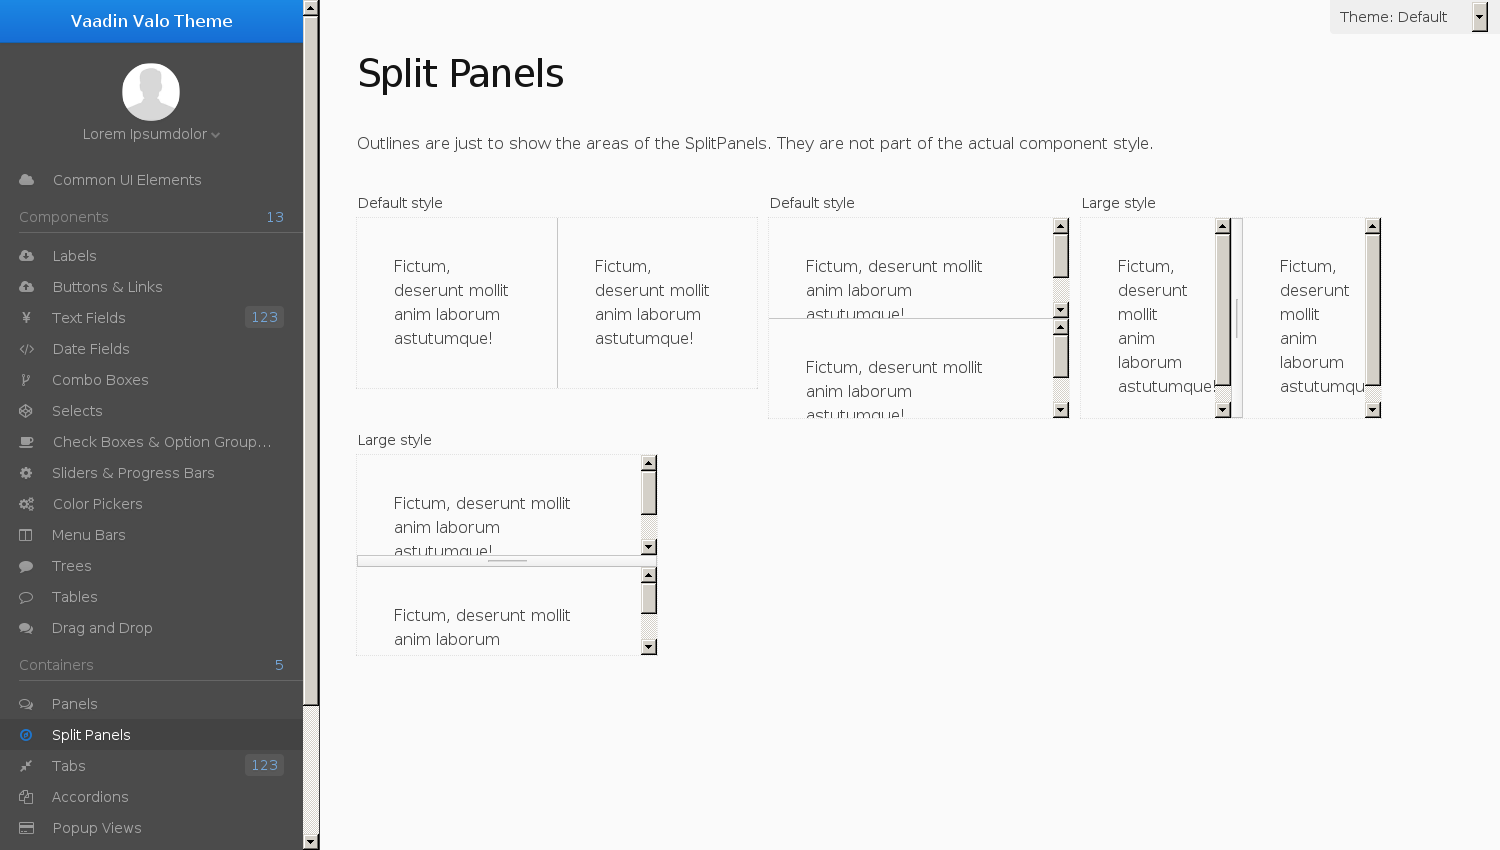 Vaadin Valo Theme
Lorem Ipsumdolor
Common UI Elements
Components 13
Labels
Buttons & Links
Text Fields 123
Date Fields
Combo Boxes
Selects
Check Boxes & Option Group...
Sliders & Progress Bars
Color Pickers
Menu Bars
Trees
Tables
Drag and Drop
Containers 5
Panels
Split Panels
Tabs 123
Accordions
Popup Views
Theme: Default
Split Panels
Outlines are just to show the areas of the SplitPanels. They are not part of the actual component style.
Default style
Fictum,
deserunt mollit
anim laborum
astutumque!
Fictum,
deserunt mollit
anim laborum
astutumque!
Default style
Fictum, deserunt mollit
anim laborum
astutumque!
Fictum, deserunt mollit
anim laborum
astutumque!
Large style
Fictum,
deserunt
mollit
anim
laborum
astutumque!
Fictum,
deserunt
mollit
anim
laborum
astutumqu
Large style
Fictum, deserunt mollit
anim laborum
astutumque!
Fictum, deserunt mollit
anim laborum